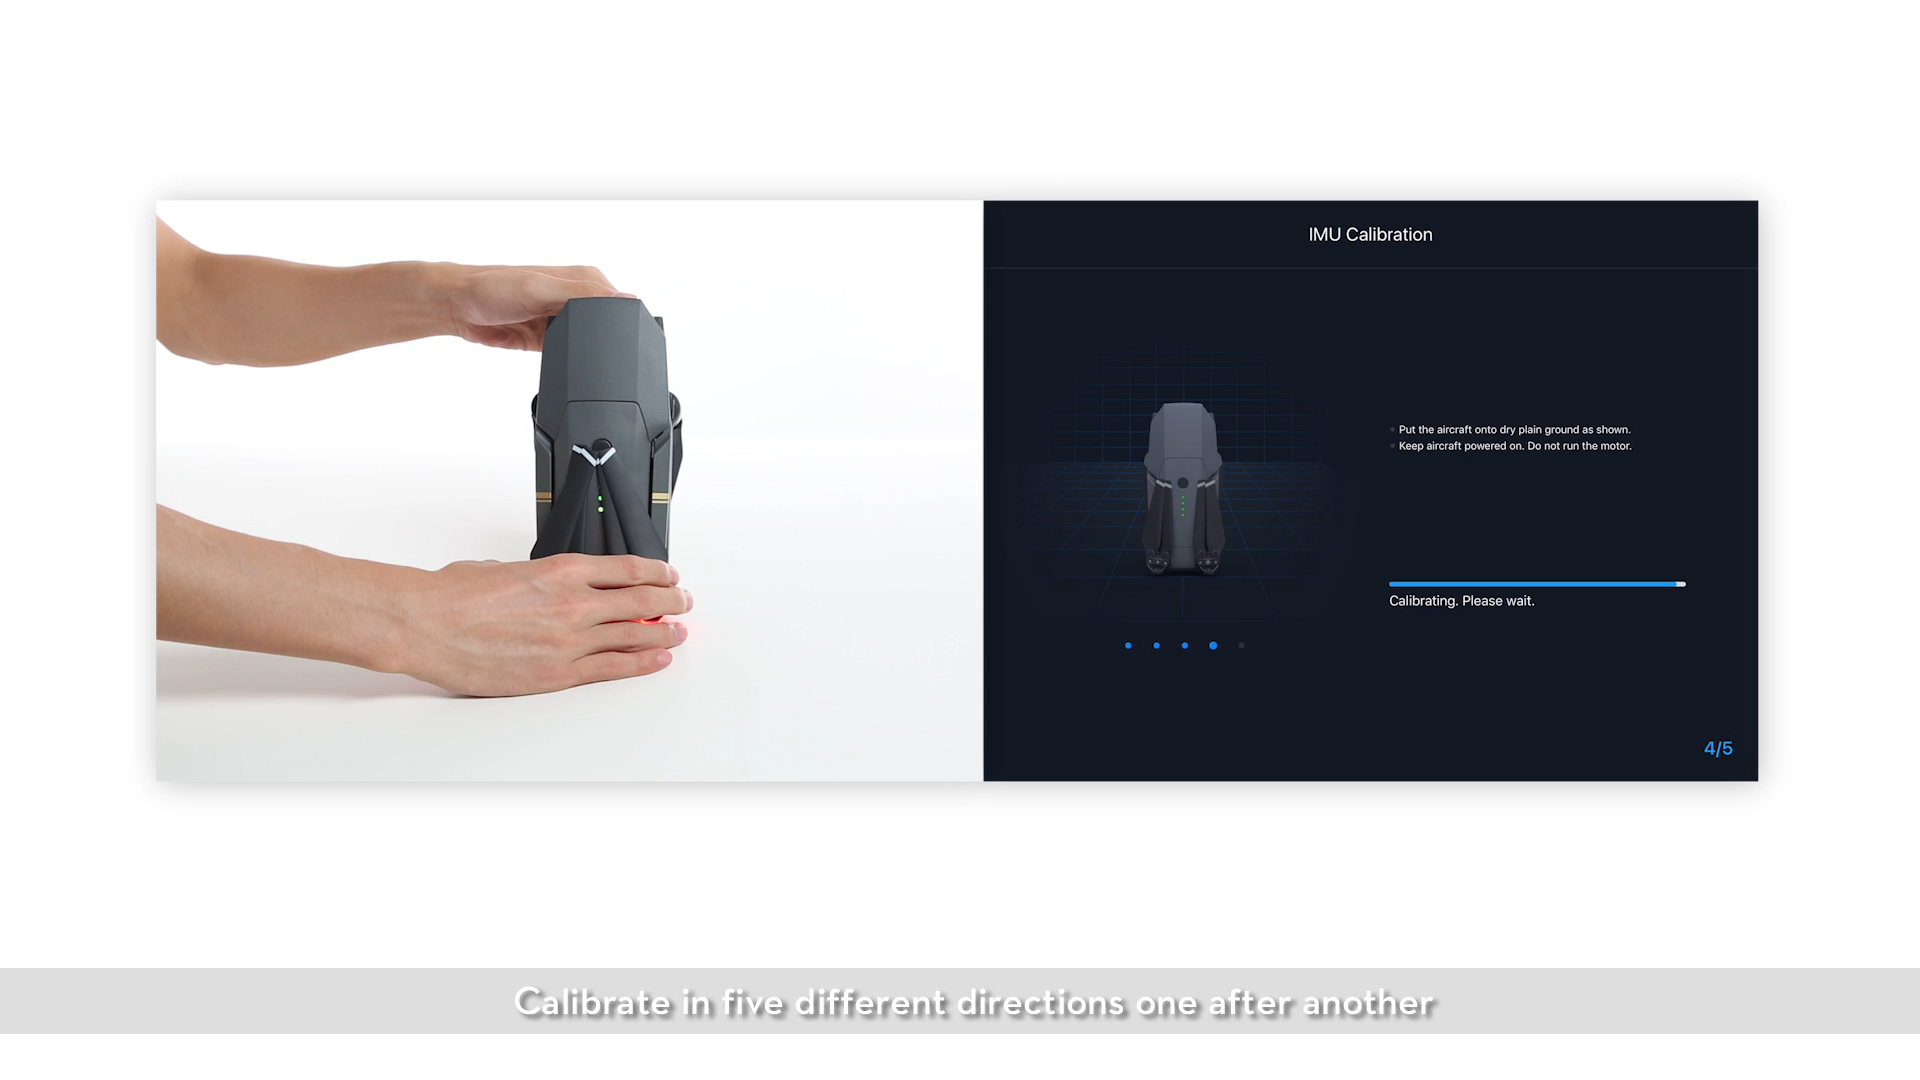 IMU Calibration
Put the aircraft onto dry plain ground as shown.
Keep aircraft powered on. Do not run the motor.
Calibrating. Please wait.
4/5
Calibrate in five different directions one after another